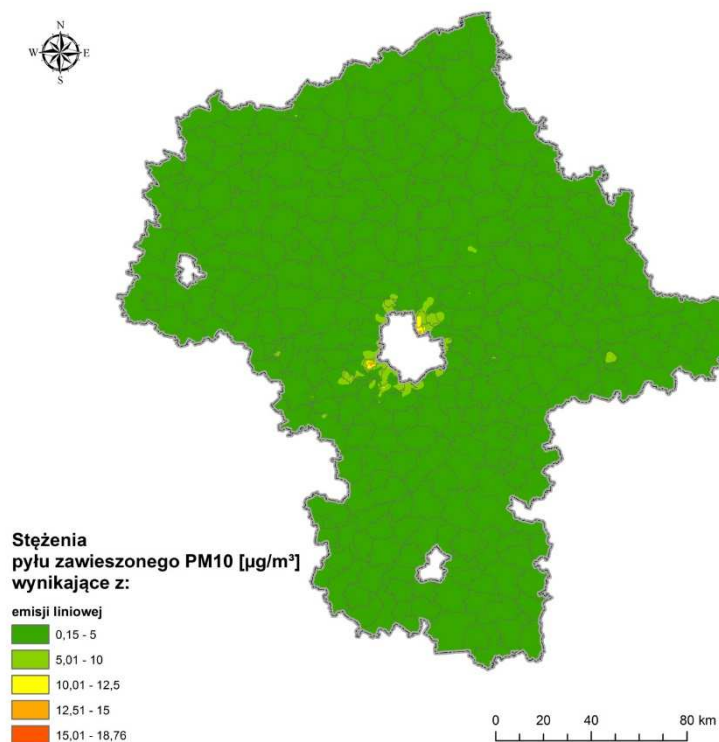 N
W E
S
Stężenia
pyłu zawieszonego PM10 [µg/m³]
wynikające z:
emisji liniowej
0,15 - 5
5,01 - 10
10,01 - 12,5
12,51 - 15
15,01 - 18,76
0 20 40 80 km